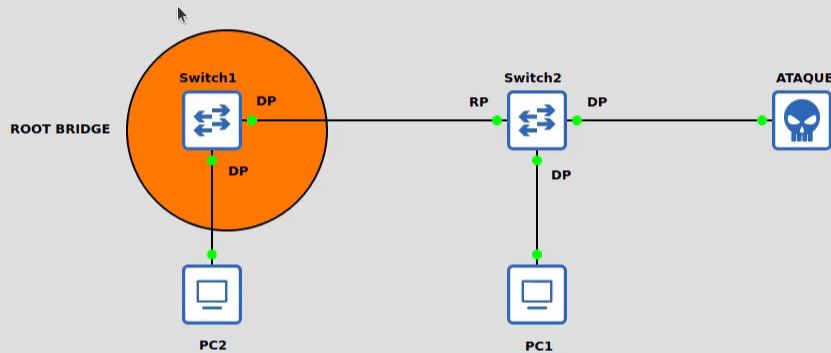 Switch1
Switch2
ATAQUE
DP
RP
DP
ROOT BRIDGE
DP
DP
PC2
PC1